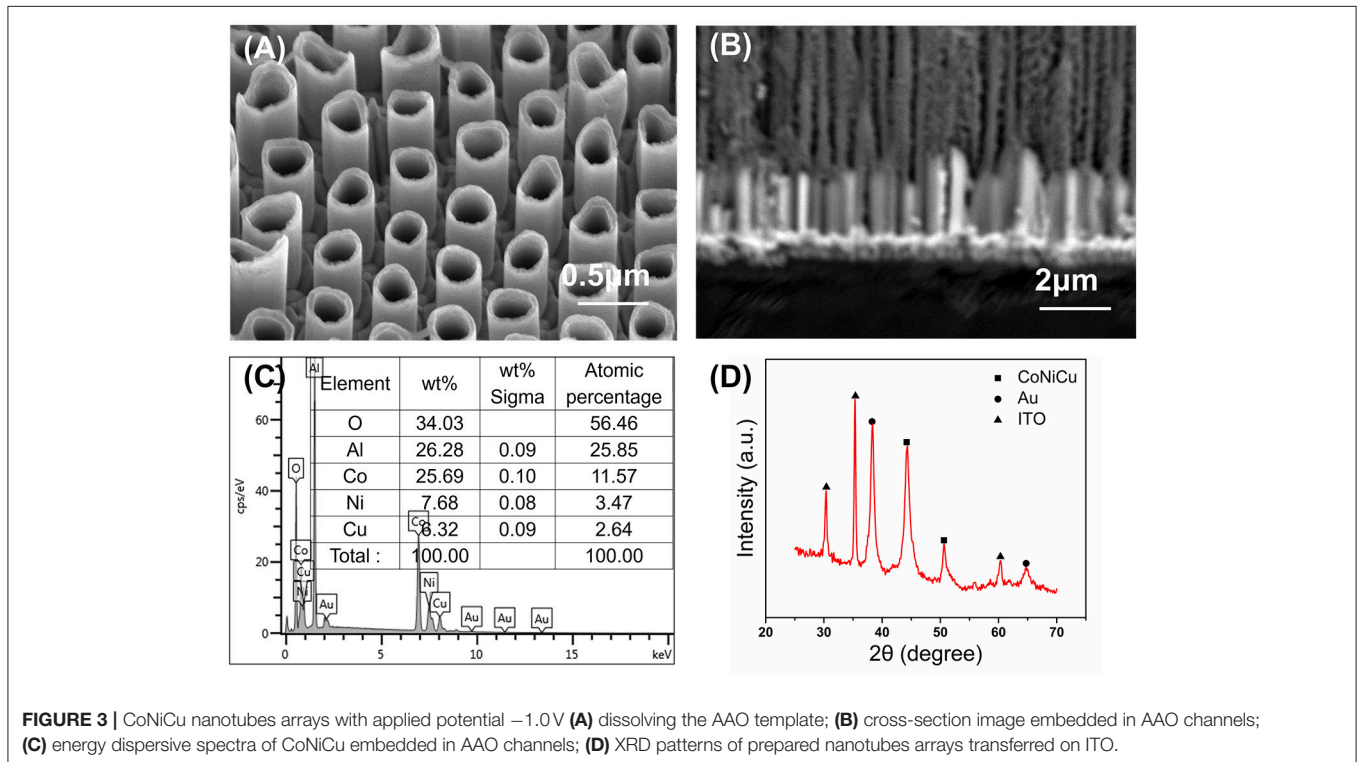 (A)
0.5µm
(B)
2µm
(C)
Element wt% wt% Sigma Atomic percentage
O 34.03 56.46
Al 26.28 0.09 25.85
Co 25.69 0.10 11.57
Ni 7.68 0.08 3.47
Cu 6.32 0.09 2.64
Total : 100.00 100.00
cps/eV
60
40
20
0
Al
O
Co
Cu
Ni
Au
Co
Ni
Cu
Au
Au
Au
0 5 10 15 keV
(D)
CoNiCu
Au
ITO
Intensity (a.u.)
20 30 40 50 60 70
2θ (degree)
FIGURE 3 | CoNiCu nanotubes arrays with applied potential −1.0 V (A) dissolving the AAO template; (B) cross-section image embedded in AAO channels;
(C) energy dispersive spectra of CoNiCu embedded in AAO channels; (D) XRD patterns of prepared nanotubes arrays transferred on ITO.